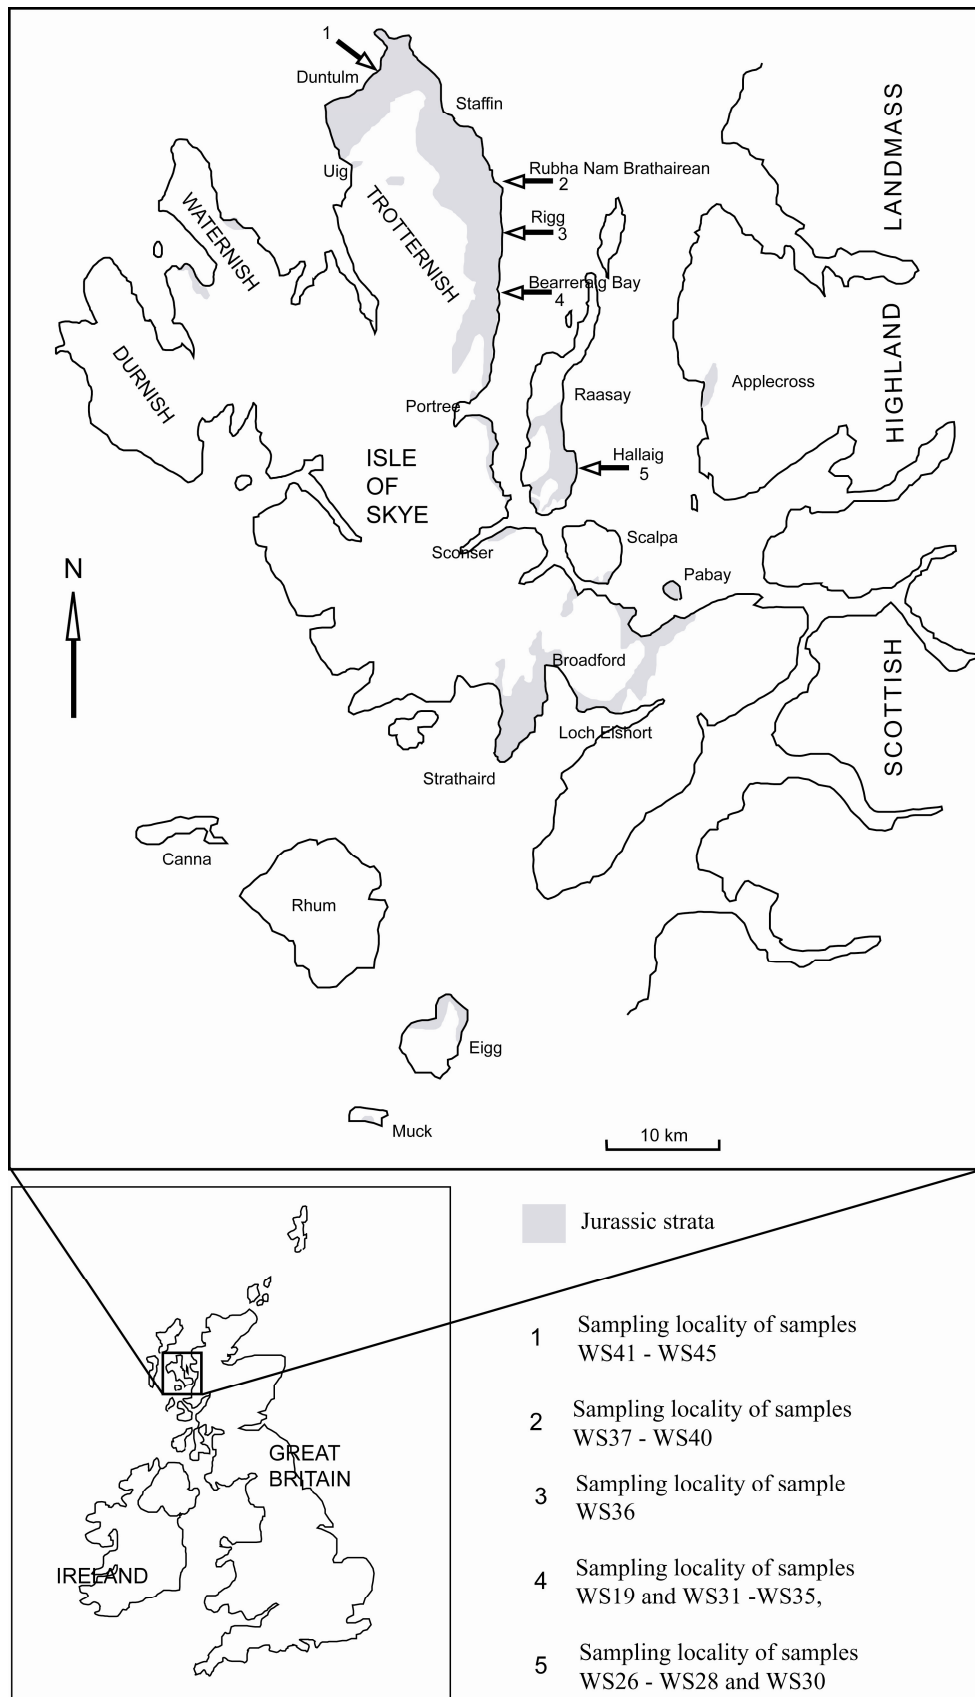 1
Duntulm
Staffin
Uig
Rubha Nam Brathairean
2
WATERNISH
TROTTERNISH
Rigg
3
Bearreraig Bay
4
DURNISH
Portree
Raasay
Applecross
ISLE
OF
SKYE
Hallaig
5
Sconser
Scalpa
Pabay
N
Broadford
Loch Eishort
Strathaird
SCOTTISH HIGHLAND LANDMASS
Canna
Rhum
Eigg
Muck
10 km
GREAT
BRITAIN
IRELAND
Jurassic strata
1 Sampling locality of samples
WS41 - WS45
2 Sampling locality of samples
WS37 - WS40
3 Sampling locality of sample
WS36
4 Sampling locality of samples
WS19 and WS31 -WS35,
5 Sampling locality of samples
WS26 - WS28 and WS30